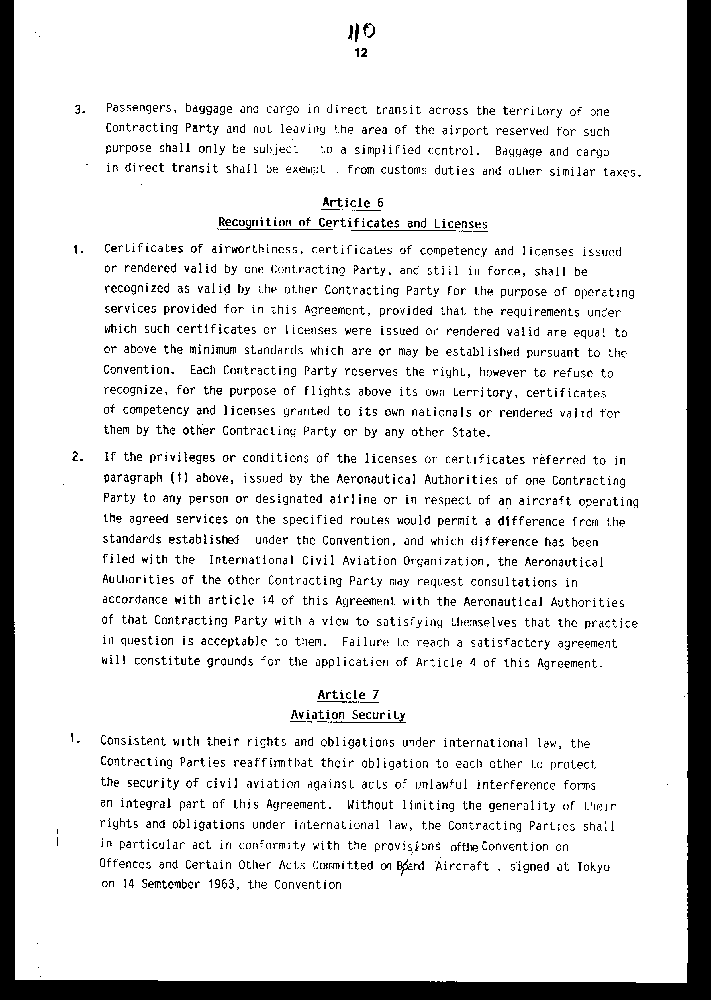 110
12
3. Passengers, baggage and cargo in direct transit across the territory of one
Contracting Party and not leaving the area of the airport reserved for such
purpose shall only be subject to a simplified control. Baggage and cargo
in direct transit shall be exempt from customs duties and other similar taxes.
Article 6
Recognition of Certificates and Licenses
1. Certificates of airworthiness, certificates of competency and licenses issued
or rendered valid by one Contracting Party, and still in force, shall be
recognized as valid by the other Contracting Party for the purpose of operating
services provided for in this Agreement, provided that the requirements under
which such certificates or licenses were issued or rendered valid are equal to
or above the minimum standards which are or may be established pursuant to the
Convention. Each Contracting Party reserves the right, however to refuse to
recognize, for the purpose of flights above its own territory, certificates
of competency and licenses granted to its own nationals or rendered valid for
them by the other Contracting Party or by any other State.
2. If the privileges or conditions of the licenses or certificates referred to in
paragraph (1) above, issued by the Aeronautical Authorities of one Contracting
Party to any person or designated airline or in respect of an aircraft operating
the agreed services on the specified routes would permit a difference from the
standards established under the Convention, and which difference has been
filed with the International Civil Aviation Organization, the Aeronautical
Authorities of the other Contracting Party may request consultations in
accordance with article 14 of this Agreement with the Aeronautical Authorities
of that Contracting Party with a view to satisfying themselves that the practice
in question is acceptable to them. Failure to reach a satisfactory agreement
will constitute grounds for the application of Article 4 of this Agreement.
Article 7
Aviation Security
1. Consistent with their rights and obligations under international law, the
Contracting Parties reaffirm that their obligation to each other to protect
the security of civil aviation against acts of unlawful interference forms
an integral part of this Agreement. Without limiting the generality of their
rights and obligations under international law, the Contracting Parties shall
in particular act in conformity with the provisions ofthe Convention on
Offences and Certain Other Acts Committed on Board Aircraft , signed at Tokyo
on 14 Semtember 1963, the Convention